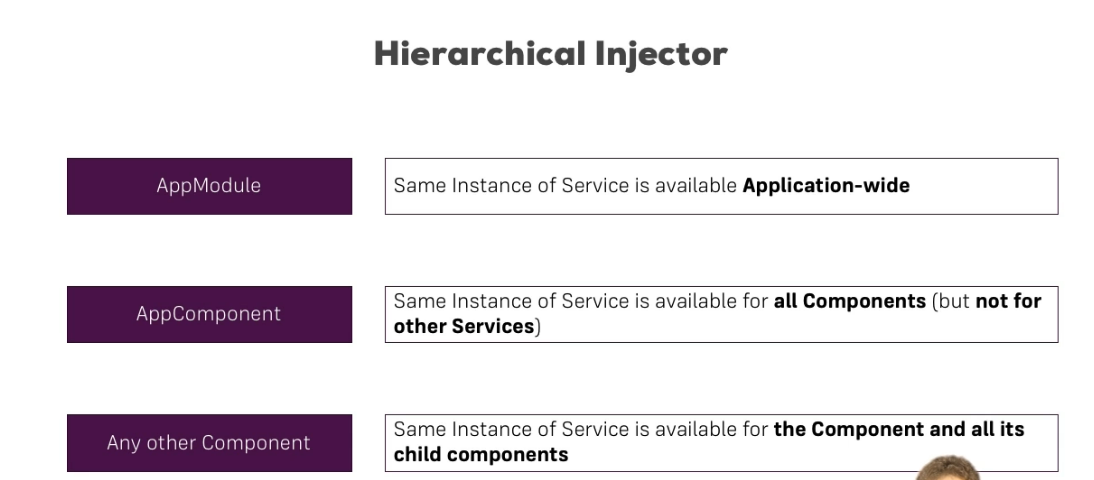 Hierarchical Injector
AppModule
Same Instance of Service is available Application-wide
AppComponent
Same Instance of Service is available for all Components (but not for
other Services)
Any other Component
Same Instance of Service is available for the Component and all its
child components